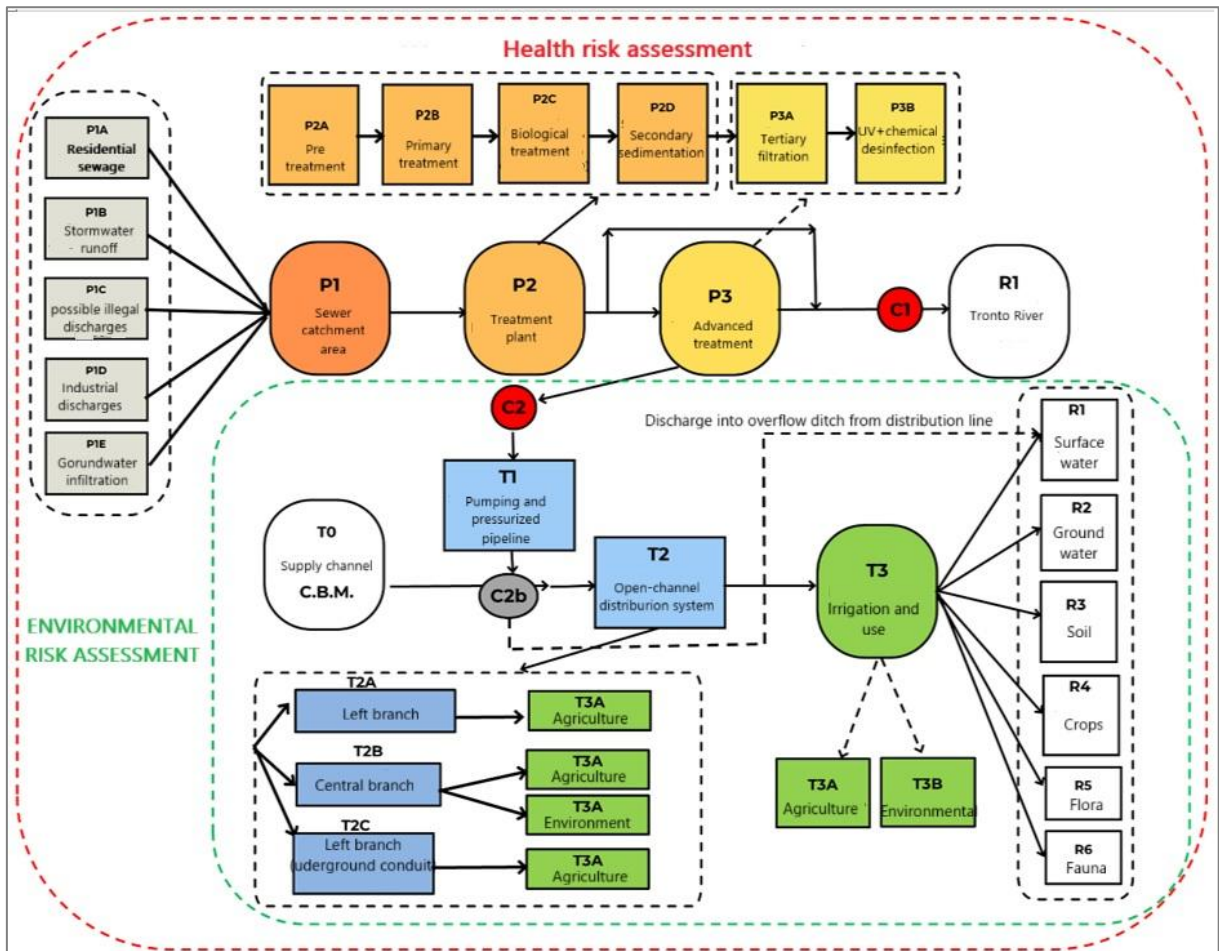 Health risk assessment
P1A
Residential
sewage
P1B
Stormwater
runoff
P1C
possible illegal
discharges
P1D
Industrial
discharges
P1E
Gorundwater
infiltration
P2A
Pre
treatment
P2B
Primary
treatment
P2C
Biological
treatment
P2D
Secondary
sedimentation
P3A
Tertiary
filtration
P3B
UV+chemical
desinfection
P1
Sewer
catchment
area
P2
Treatment
plant
P3
Advanced
treatment
C1
R1
Tronto River
C2
Discharge into overflow ditch from distribution line
T1
Pumping and
pressurized
pipeline
T0
Supply channel
C.B.M.
C2b
T2
Open-channel
distriburion system
T3
Irrigation and
use
R1
Surface
water
R2
Ground
water
R3
Soil
R4
Crops
R5
Flora
R6
Fauna
ENVIRONMENTAL
RISK ASSESSMENT
T2A
Left branch
T3A
Agriculture
T2B
Central branch
T3A
Agriculture
T3A
Environment
T2C
Left branch
(uderground conduit
T3A
Agriculture
T3A
Agriculture
T3B
Environmental